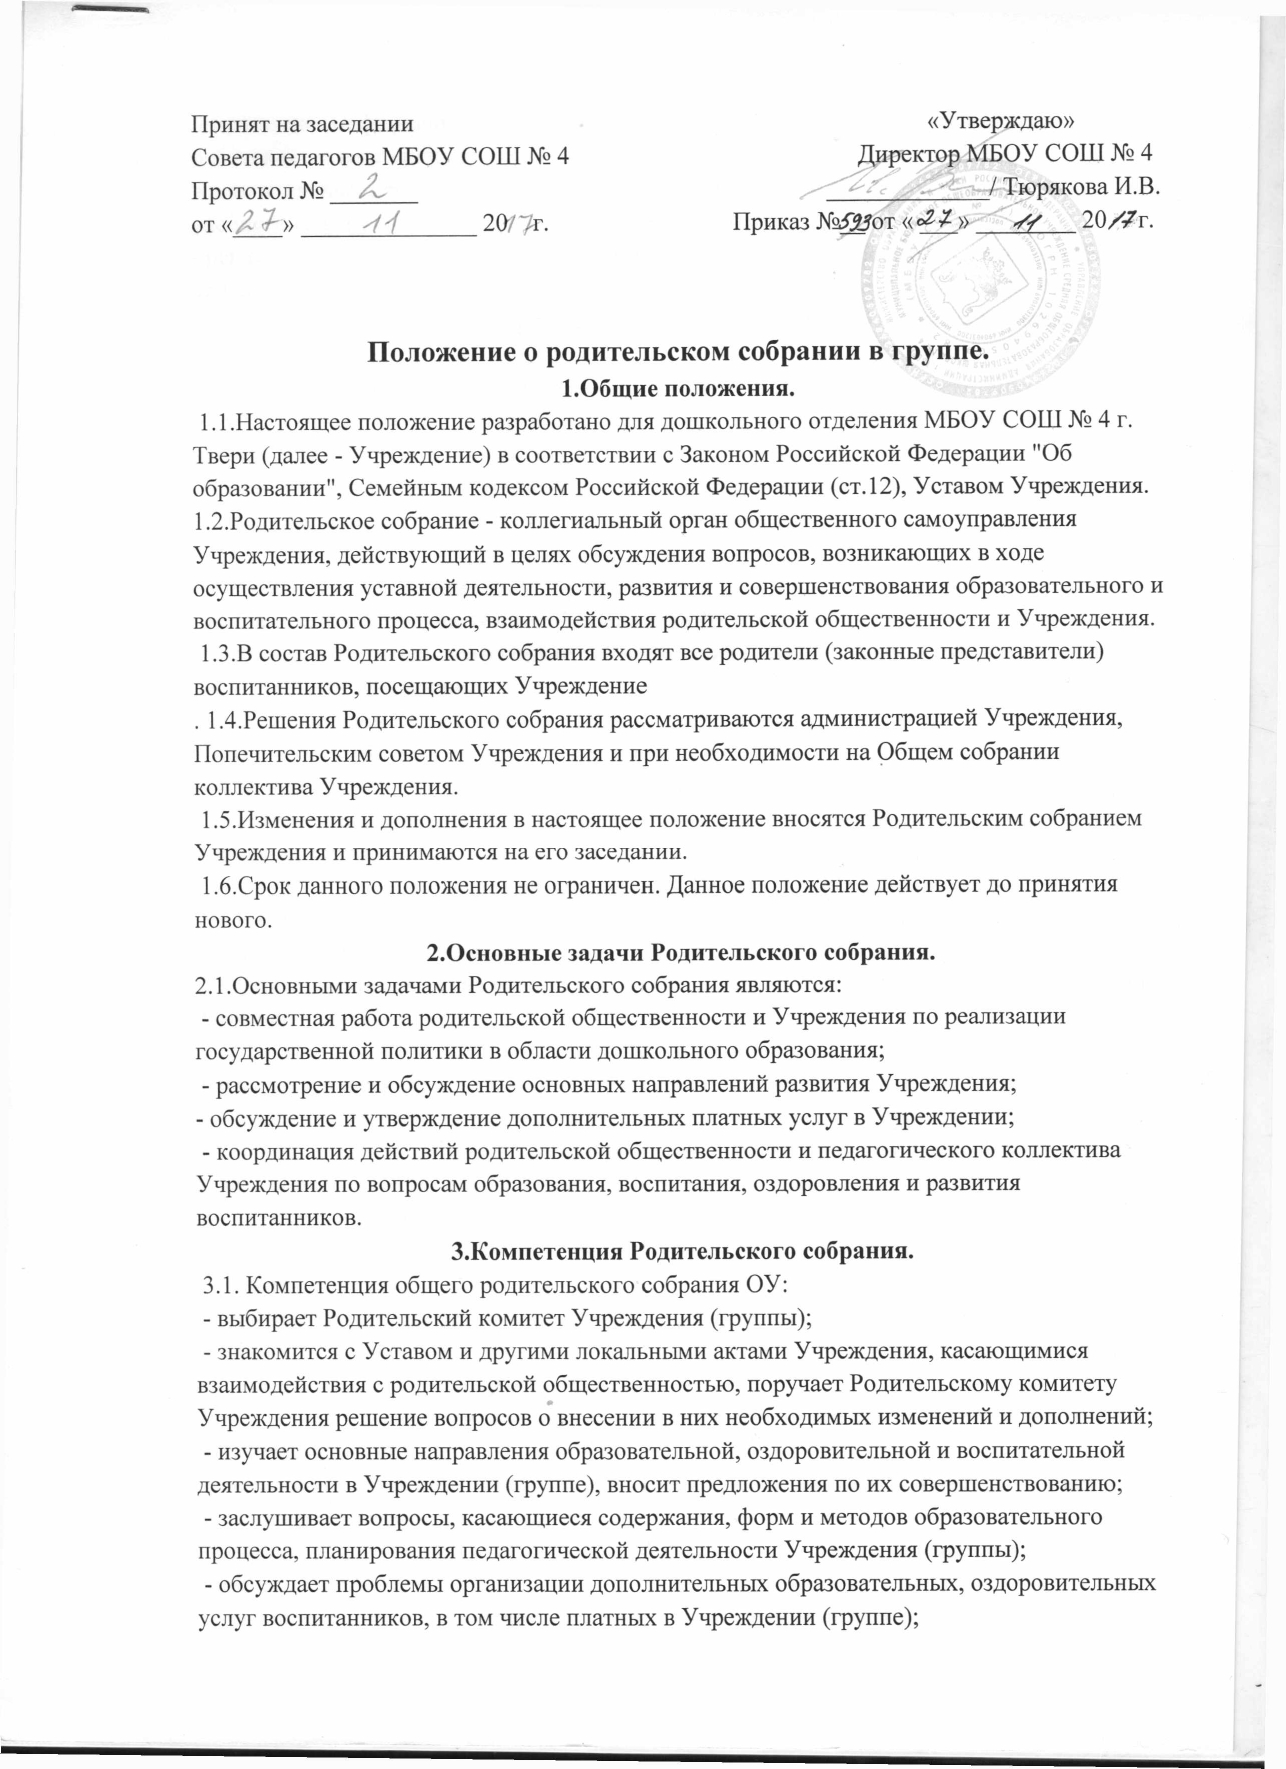 Принят на заседании
Совета педагогов МБОУ СОШ № 4
Протокол № 2
от «27» 11 2017г.
«Утверждаю»
Директор МБОУ СОШ № 4
/ Тюрякова И.В.
Приказ №593 от «27» 11 2017г.
Положение о родительском собрании в группе.
1.Общие положения.
1.1.Настоящее положение разработано для дошкольного отделения МБОУ СОШ № 4 г.
Твери (далее - Учреждение) в соответствии с Законом Российской Федерации "Об
образовании", Семейным кодексом Российской Федерации (ст.12), Уставом Учреждения.
1.2.Родительское собрание - коллегиальный орган общественного самоуправления
Учреждения, действующий в целях обсуждения вопросов, возникающих в ходе
осуществления уставной деятельности, развития и совершенствования образовательного и
воспитательного процесса, взаимодействия родительской общественности и Учреждения.
1.3.В состав Родительского собрания входят все родители (законные представители)
воспитанников, посещающих Учреждение
. 1.4.Решения Родительского собрания рассматриваются администрацией Учреждения,
Попечительским советом Учреждения и при необходимости на Общем собрании
коллектива Учреждения.
1.5.Изменения и дополнения в настоящее положение вносятся Родительским собранием
Учреждения и принимаются на его заседании.
1.6.Срок данного положения не ограничен. Данное положение действует до принятия
нового.
2.Основные задачи Родительского собрания.
2.1.Основными задачами Родительского собрания являются:
- совместная работа родительской общественности и Учреждения по реализации
государственной политики в области дошкольного образования;
- рассмотрение и обсуждение основных направлений развития Учреждения;
- обсуждение и утверждение дополнительных платных услуг в Учреждении;
- координация действий родительской общественности и педагогического коллектива
Учреждения по вопросам образования, воспитания, оздоровления и развития
воспитанников.
3.Компетенция Родительского собрания.
3.1. Компетенция общего родительского собрания ОУ:
- выбирает Родительский комитет Учреждения (группы);
- знакомится с Уставом и другими локальными актами Учреждения, касающимися
взаимодействия с родительской общественностью, поручает Родительскому комитету
Учреждения решение вопросов о внесении в них необходимых изменений и дополнений;
- изучает основные направления образовательной, оздоровительной и воспитательной
деятельности в Учреждении (группе), вносит предложения по их совершенствованию;
- заслушивает вопросы, касающиеся содержания, форм и методов образовательного
процесса, планирования педагогической деятельности Учреждения (группы);
- обсуждает проблемы организации дополнительных образовательных, оздоровительных
услуг воспитанников, в том числе платных в Учреждении (группе);